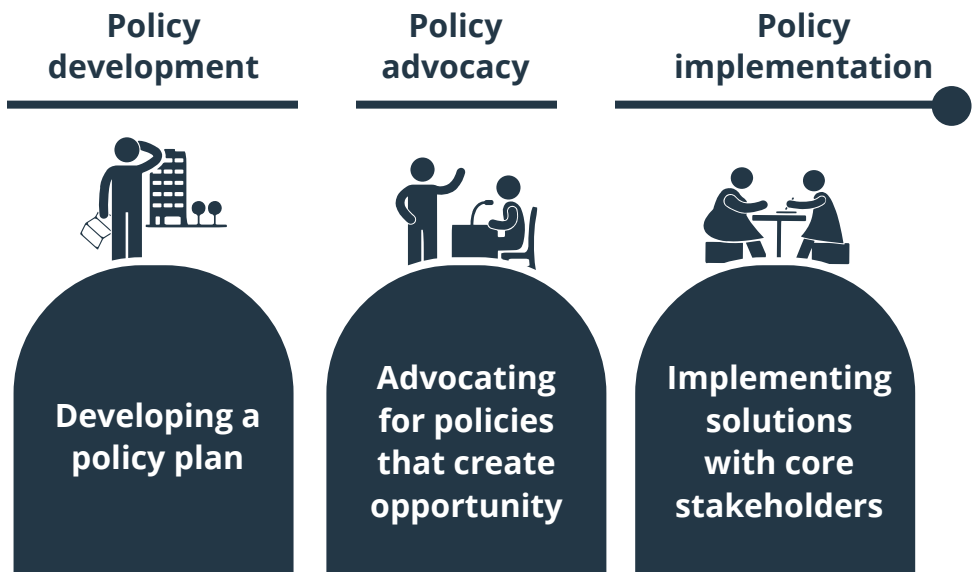 Policy
development
Policy
advocacy
Policy
implementation
Developing a
policy plan
Advocating
for policies
that create
opportunity
Implementing
solutions
with core
stakeholders